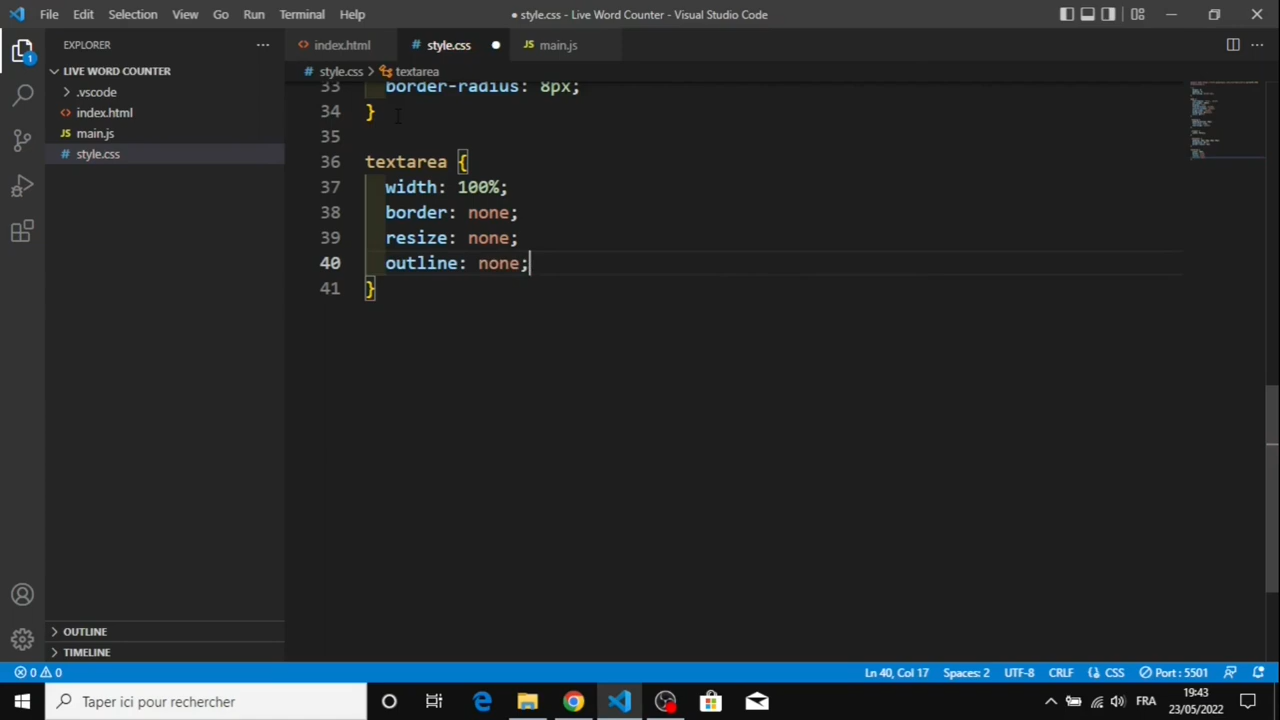 File Edit Selection View Go Run Terminal Help
● style.css - Live Word Counter - Visual Studio Code
EXPLORER
index.html
# style.css
JS main.js
LIVE WORD COUNTER
# style.css > textarea
.vscode
index.html
JS main.js
# style.css
33 border-radius: 8px;
34 }
35
36 textarea {
37 width: 100%;
38 border: none;
39 resize: none;
40 outline: none;
41 }
1
OUTLINE
TIMELINE
0 0
Ln 40, Col 17 Spaces: 2 UTF-8 CRLF {} CSS Port : 5501
Taper ici pour rechercher
FRA
19:43
23/05/2022